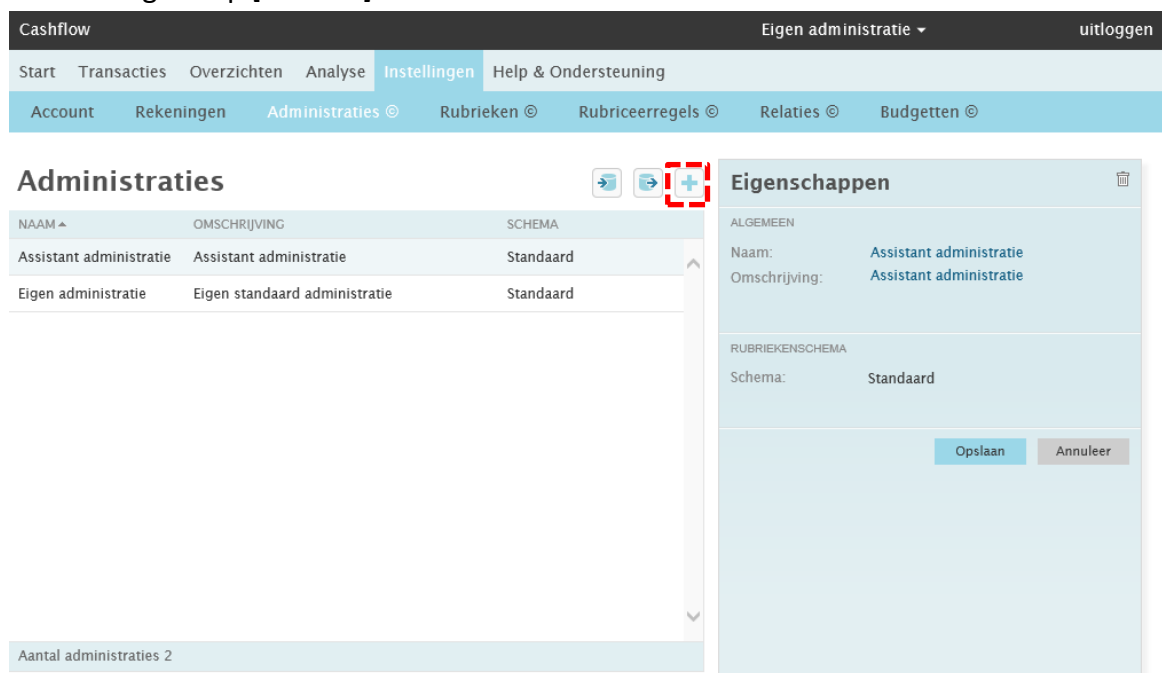 Cashflow Eigen administratie uitloggen
Start Transacties Overzichten Analyse Instellingen Help & Ondersteuning
Account Rekeningen Administraties © Rubrieken © Rubriceerregels © Relaties © Budgetten ©
Administraties
NAAM OMSCHRIJVING SCHEMA
Assistant administratie Assistant administratie Standaard
Eigen administratie Eigen standaard administratie Standaard
Aantal administraties 2
Eigenschappen
ALGEMEEN
Naam: Assistant administratie
Omschrijving: Assistant administratie
RUBRIEKENSCHEMA
Schema: Standaard
Opslaan Annuleer